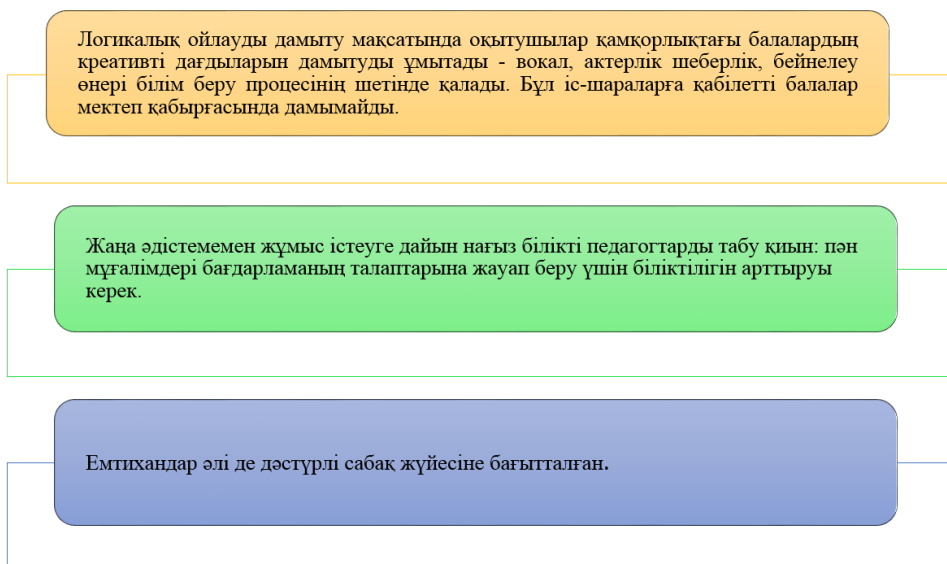 Логикалық ойлауды дамыту мақсатында оқытушылар қамқорлықтағы балалардың
креативті дағдыларын дамытуды ұмытады - вокал, актерлік шеберлік, бейнелеу
өнері білім беру процесінің шетінде қалады. Бұл іс-шараларға қабілетті балалар
мектеп қабырғасында дамымайды.
Жаңа әдістемемен жұмыс істеуге дайын нағыз білікті педагогтарды табу қиын: пән
мұғалімдері бағдарламаның талаптарына жауап беру үшін біліктілігін арттыруы
керек.
Емтихандар әлі де дәстүрлі сабақ жүйесіне бағытталған.